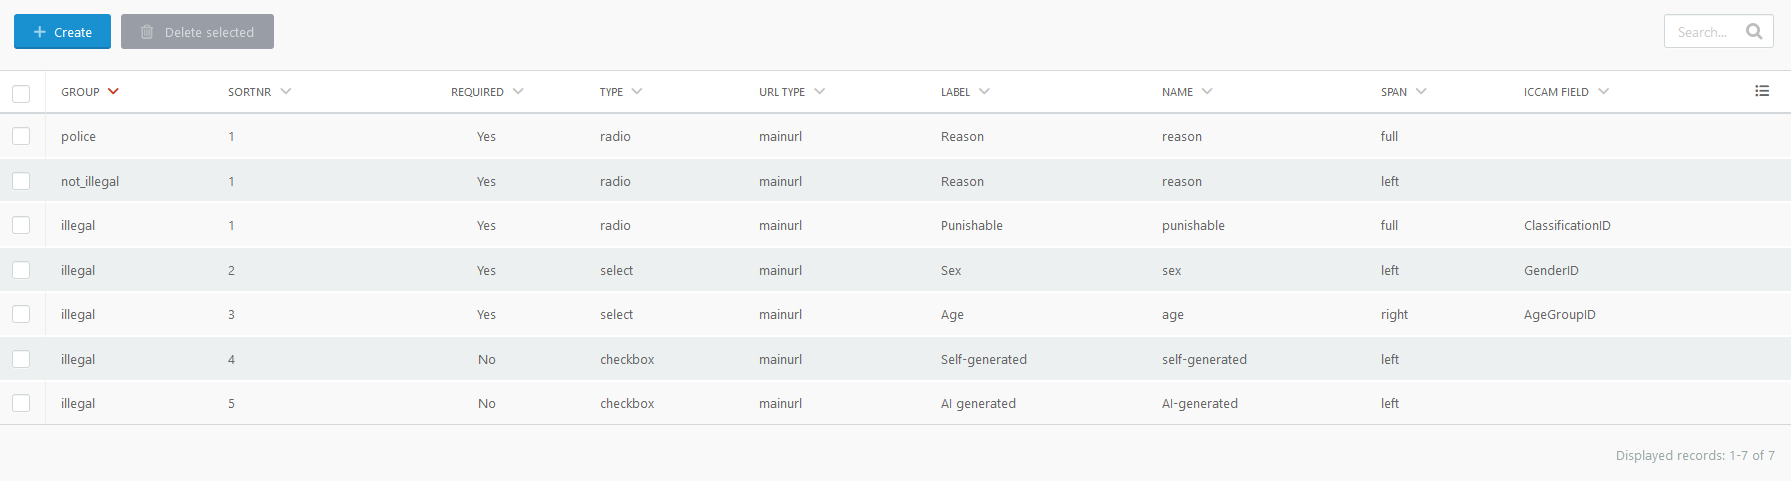 Create Delete selected Search...
GROUP SORTNR REQUIRED TYPE URL TYPE LABEL NAME SPAN ICCAM FIELD
police 1 Yes radio mainurl Reason reason full
not_illegal 1 Yes radio mainurl Reason reason left
illegal 1 Yes radio mainurl Punishable punishable full ClassificationID
illegal 2 Yes select mainurl Sex sex left GenderID
illegal 3 Yes select mainurl Age age right AgeGroupID
illegal 4 No checkbox mainurl Self-generated self-generated left
illegal 5 No checkbox mainurl AI generated AI-generated left
Displayed records: 1-7 of 7